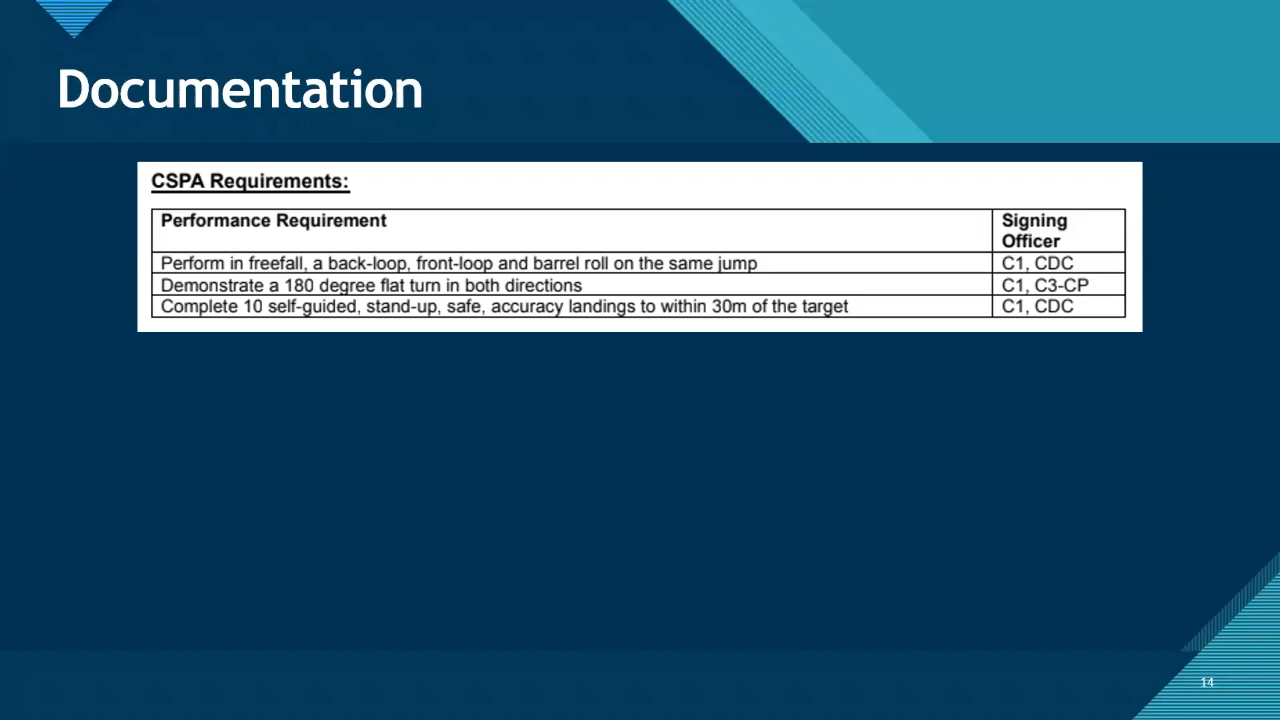 Documentation
CSPA Requirements:
Performance Requirement
Signing
Officer
Perform in freefall, a back-loop, front-loop and barrel roll on the same jump
C1, CDC
Demonstrate a 180 degree flat turn in both directions
C1, C3-CP
Complete 10 self-guided, stand-up, safe, accuracy landings to within 30m of the target
C1, CDC
14